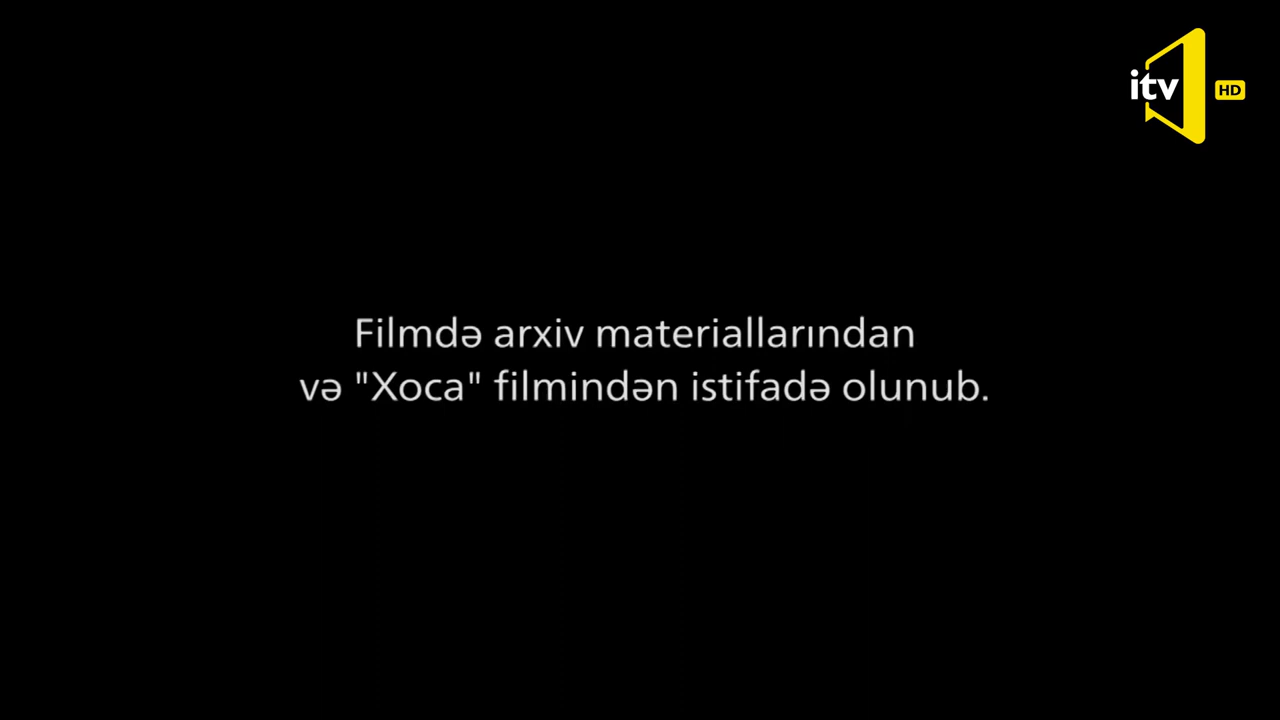 itv
HD
Filmdə arxiv materiallarından
və "Xoca" filmindən istifadə olunub.